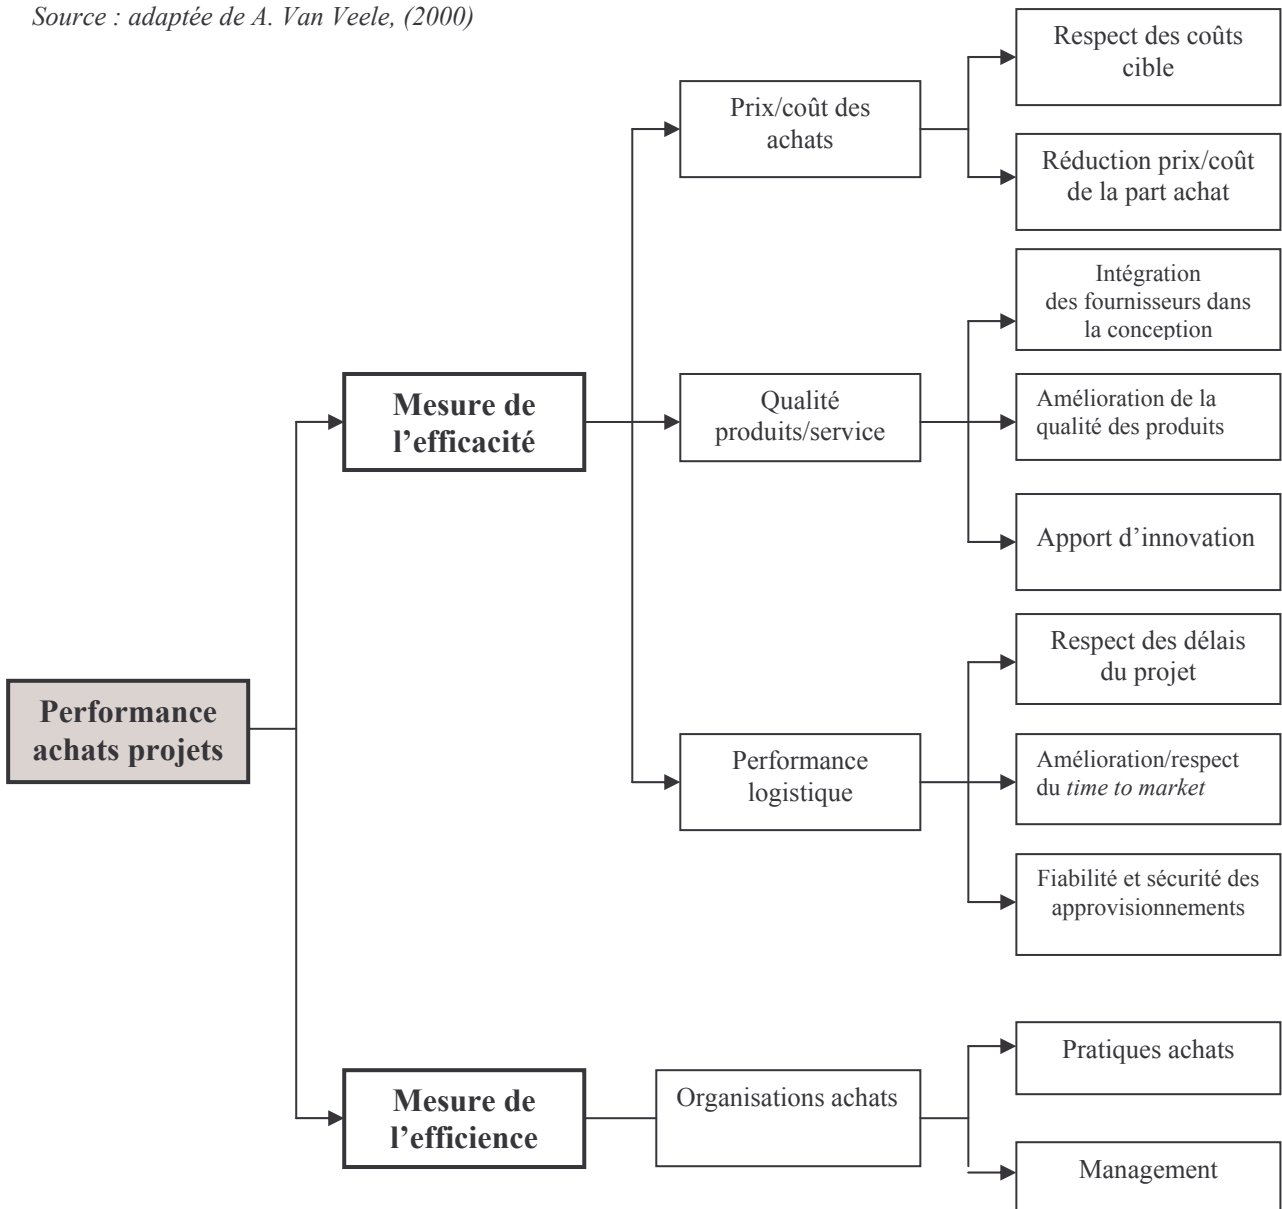 Source : adaptée de A. Van Veele, (2000)
Performance
achats projets
Mesure de
l’efficacité
Prix/coût des
achats
Respect des coûts
cible
Réduction prix/coût
de la part achat
Qualité
produits/service
Intégration
des fournisseurs dans
la conception
Amélioration de la
qualité des produits
Apport d’innovation
Performance
logistique
Respect des délais
du projet
Amélioration/respect
du time to market
Fiabilité et sécurité des
approvisionnements
Mesure de
l’efficience
Organisations achats
Pratiques achats
Management